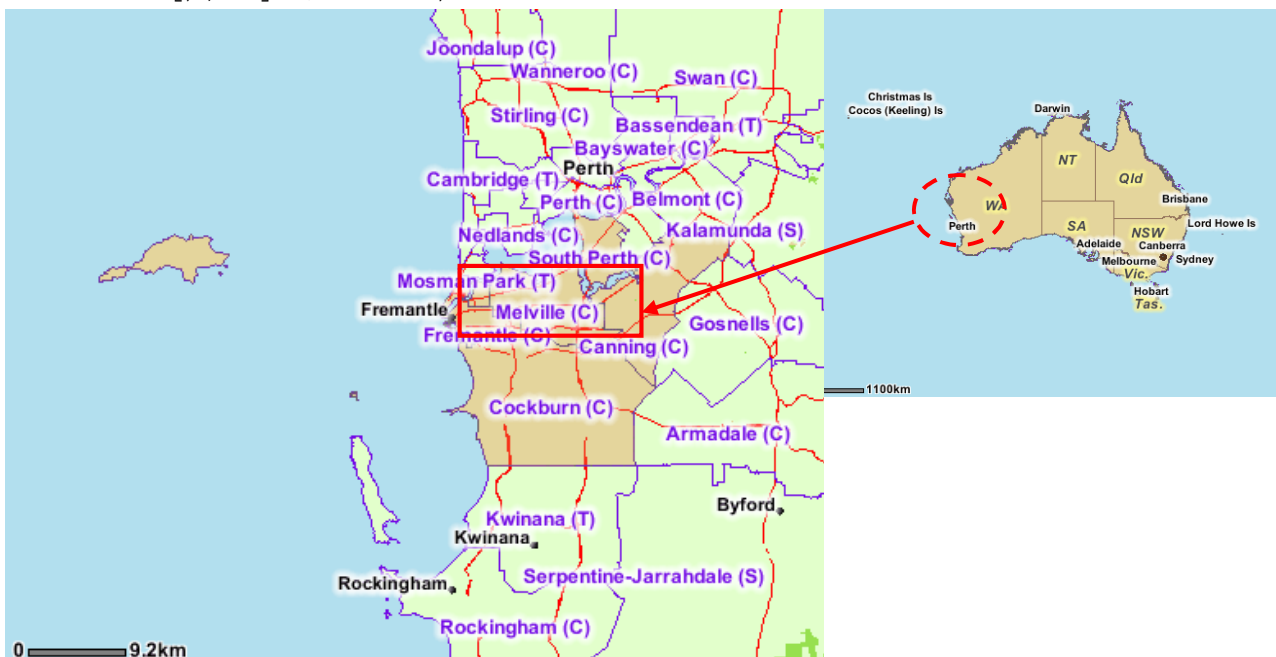 Joondalup (C)
Wanneroo (C)
Swan (C)
Stirling (C)
Bassendean (T)
Bayswater (C)
Perth
Cambridge (T)
Perth (C)
Belmont (C)
Nedlands (C)
Kalamunda (S)
South Perth (C)
Mosman Park (T)
Fremantle
Melville (C)
Gosnells (C)
Fremantle (C)
Canning (C)
Cockburn (C)
Armadale (C)
Byford
Kwinana (T)
Kwinana
Rockingham
Serpentine-Jarrahdale (S)
Rockingham (C)
0
9.2km
Christmas Is
Cocos (Keeling) Is
Darwin
NT
Qld
WA
Brisbane
Perth
SA
NSW
Lord Howe Is
Adelaide
Canberra
Melbourne
Sydney
Vic.
Hobart
Tas.
1100km